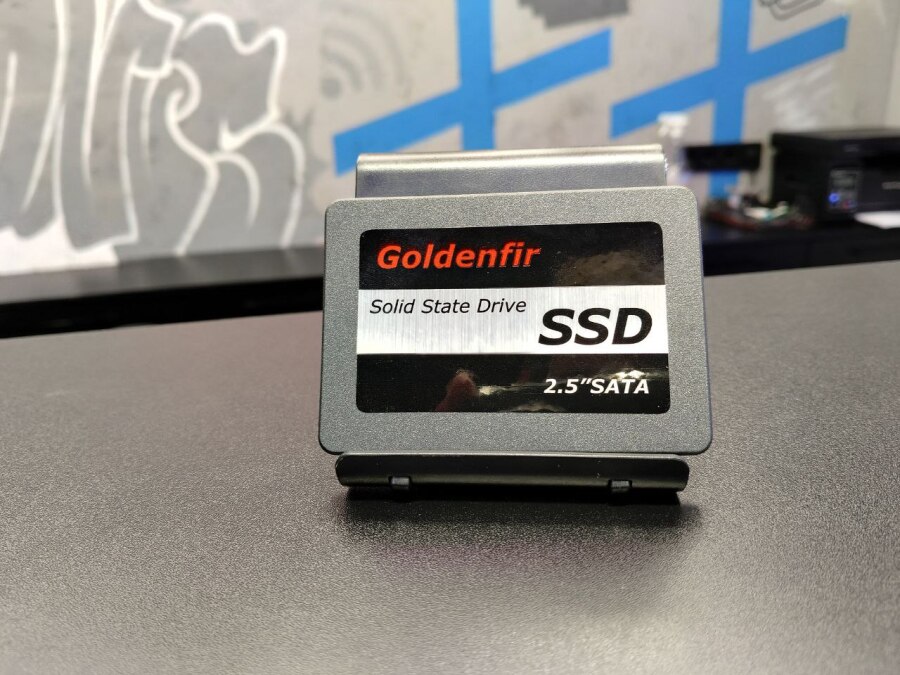 Goldenfir
Solid State Drive
SSD
2.5"SATA